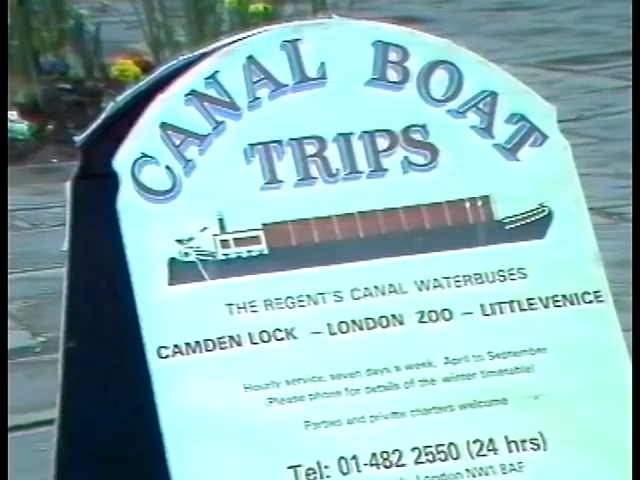 CANAL BOAT
TRIPS
THE REGENT'S CANAL WATERBUSES
CAMDEN LOCK – LONDON ZOO – LITTLE VENICE
Hourly service, seven days a week, April to September
(Please phone for details of the winter timetable)
Parties and private charters welcome
Tel: 01-482 2550 (24 hrs)
London NW1 8AF